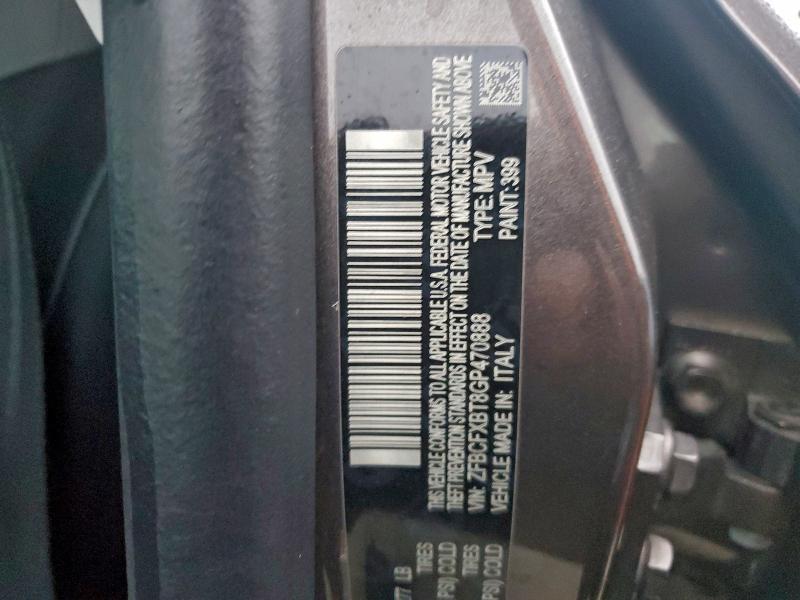 THIS VEHICLE CONFORMS TO ALL APPLICABLE U.S.A. FEDERAL MOTOR VEHICLE SAFETY AND
THEFT PREVENTION STANDARDS IN EFFECT ON THE DATE OF MANUFACTURE SHOWN ABOVE
VIN: ZFBCFXBT8GP470888 TYPE: MPV
VEHICLE MADE IN: ITALY PAINT: 399
77 LB
TIRES
(PSI) COLD
TIRES
(PSI) COLD